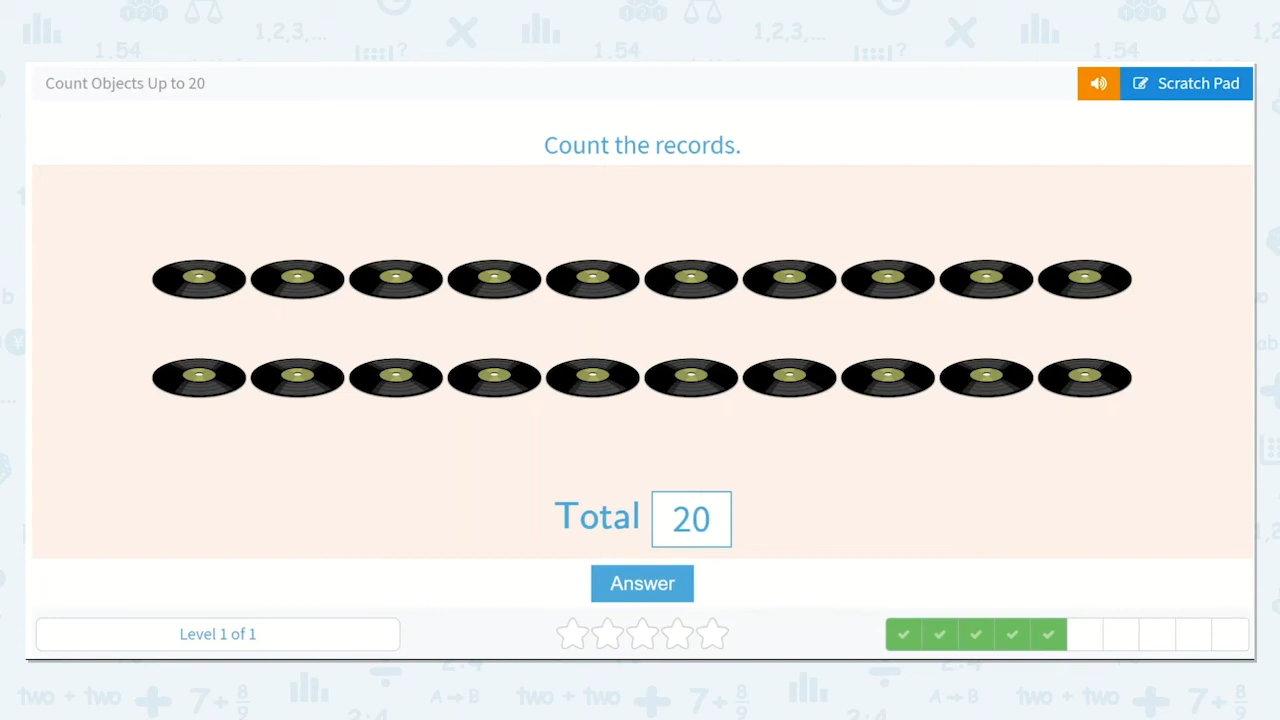 Count Objects Up to 20
Scratch Pad
Count the records.
Total 20
Answer
Level 1 of 1